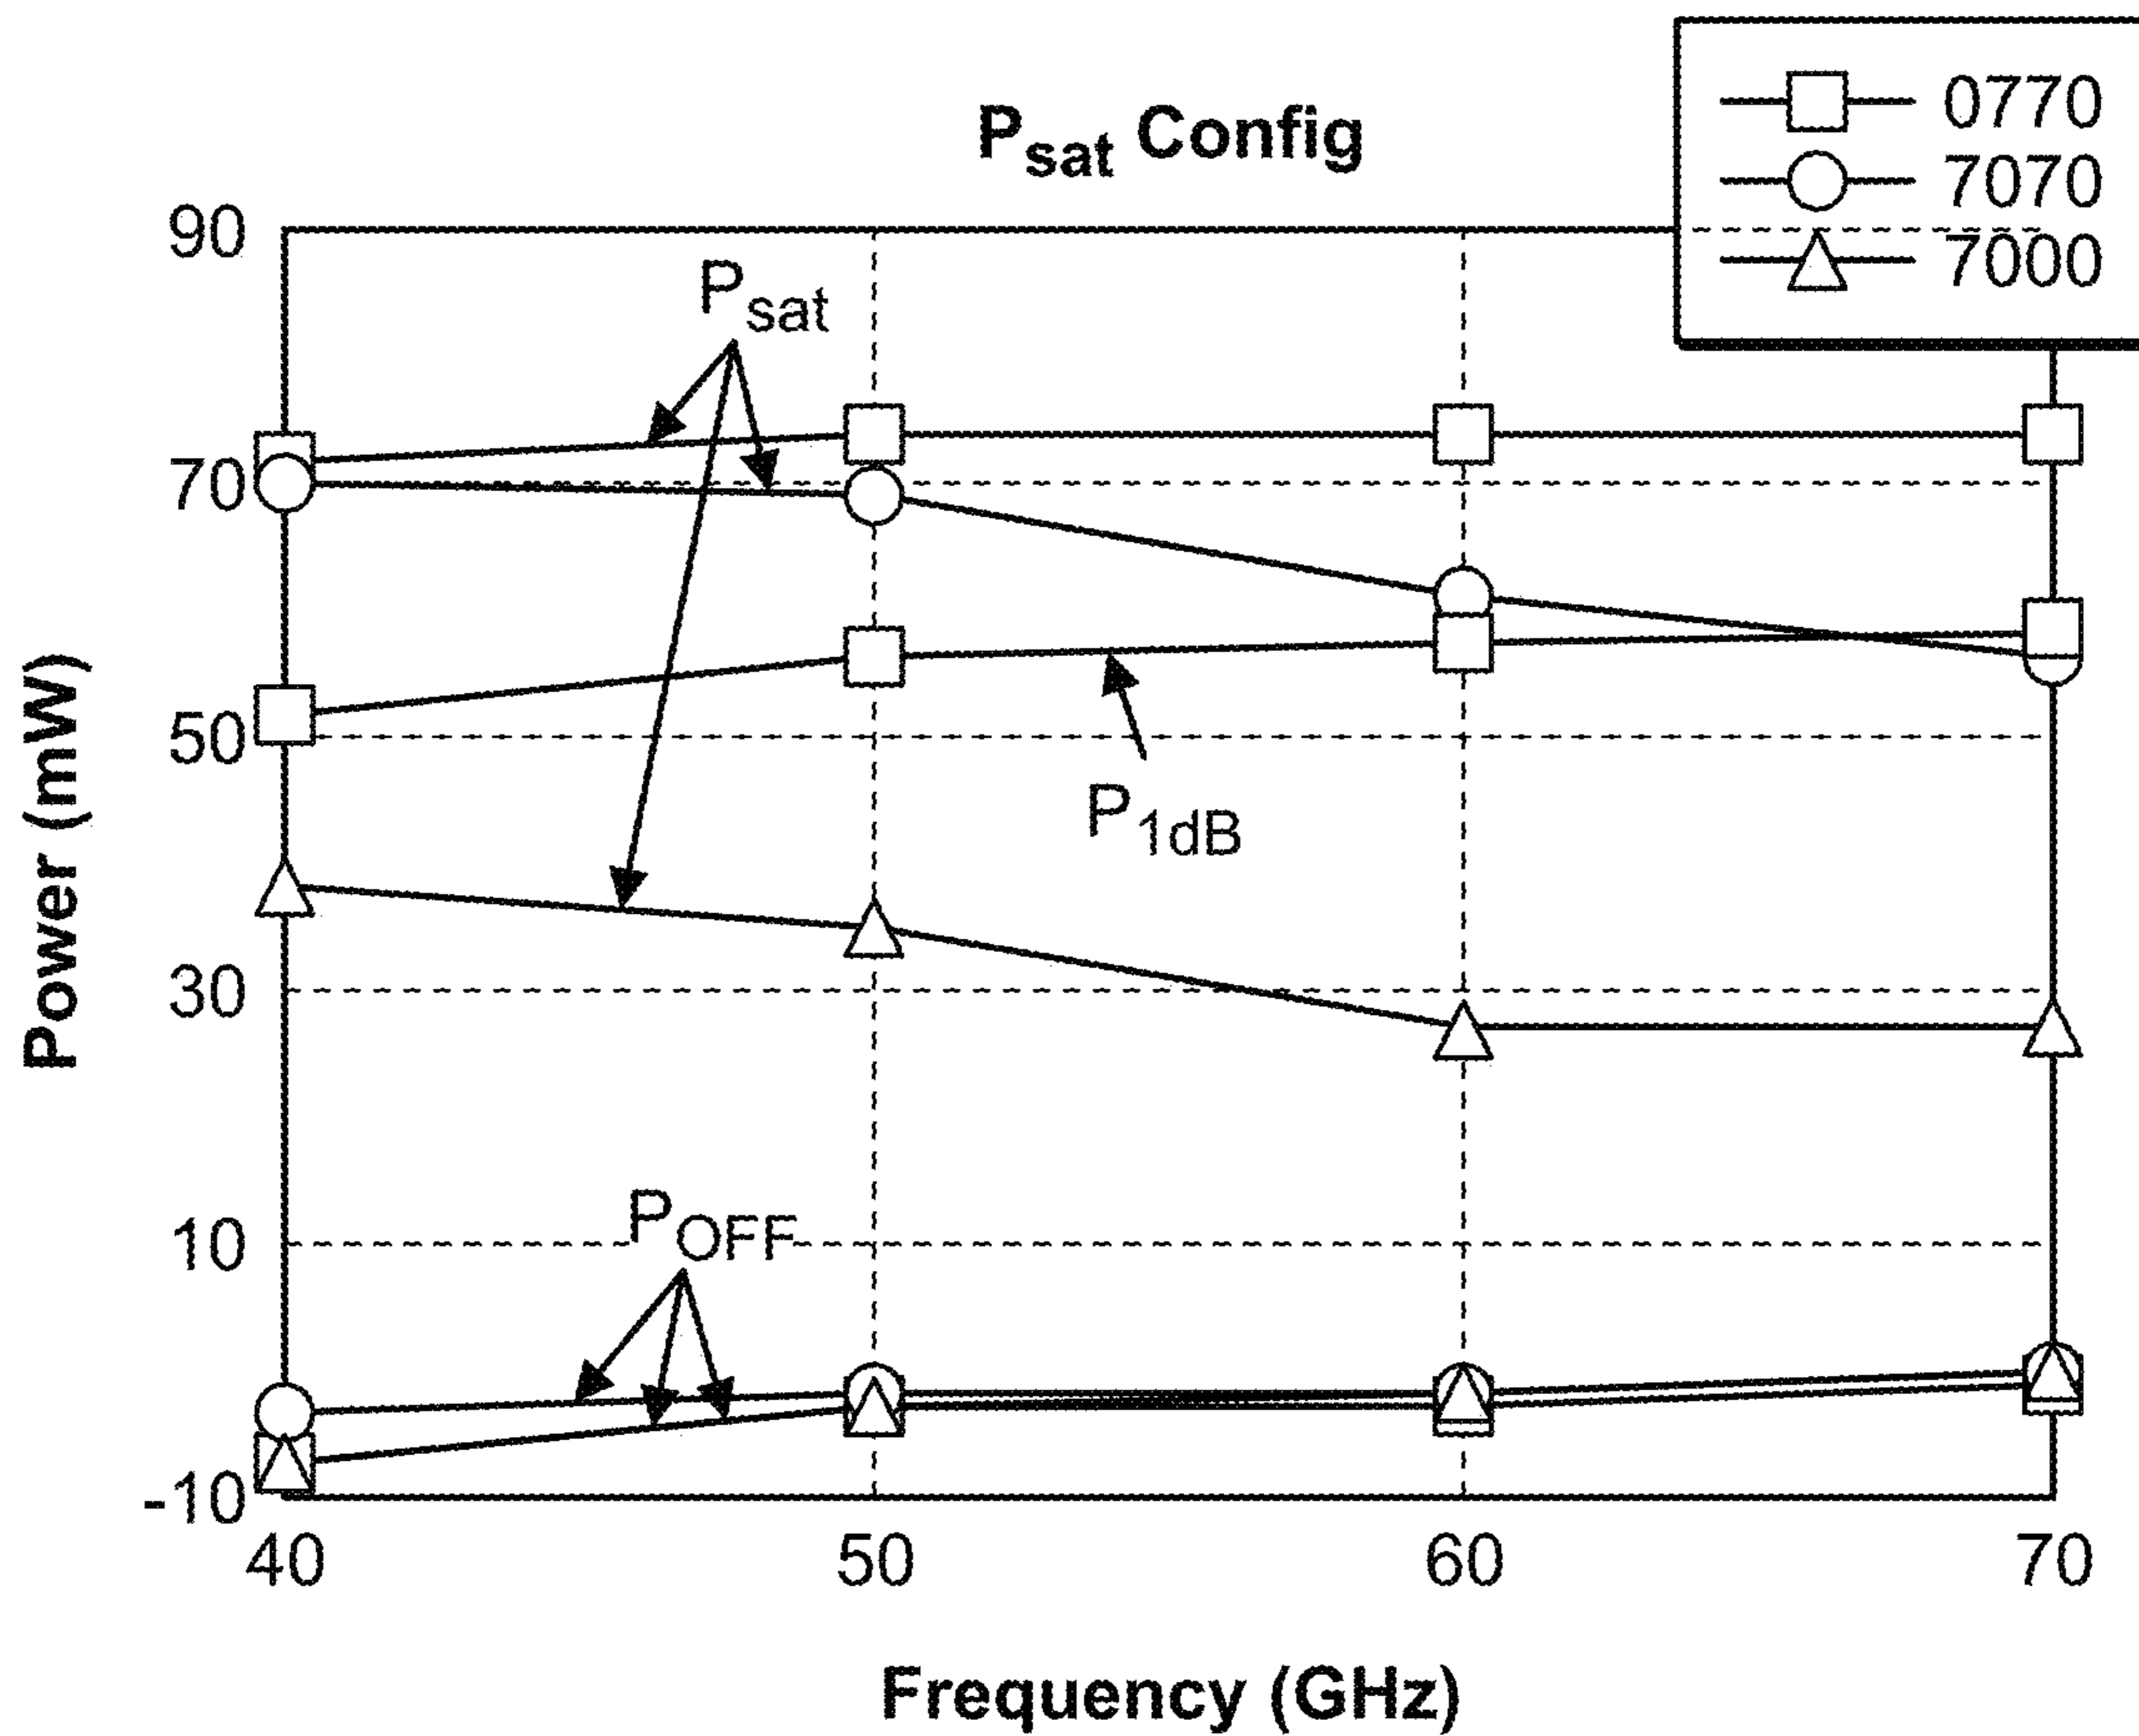 0770
7070
7000
Psat Config
90
Psat
70
50
P1dB
30
POFF
10
-10
40 50 60 70
Power (mW)
Frequency (GHz)